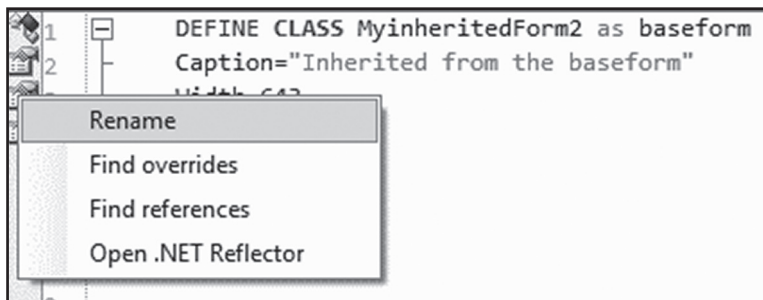 1 DEFINE CLASS MyinheritedForm2 as baseform
2 Caption="Inherited from the baseform"
Rename
Find overrides
Find references
Open .NET Reflector